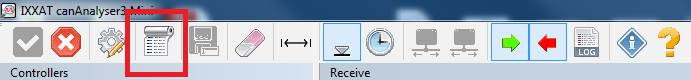 IXXAT canAnalyser3 Mini
LOG
Controllers
Receive